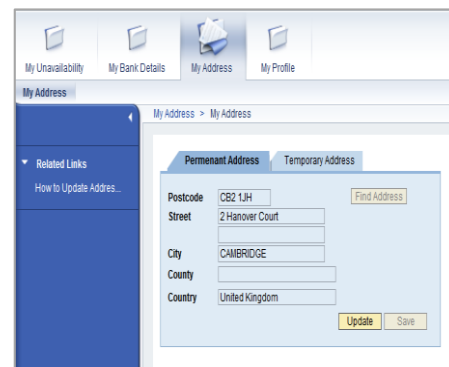 My Unavailability My Bank Details My Address My Profile
My Address
My Address > My Address
Related Links
How to Update Addres...
Permenant Address Temporary Address
Postcode CB2 1JH Find Address
Street 2 Hanover Court
City CAMBRIDGE
County
Country United Kingdom
Update Save